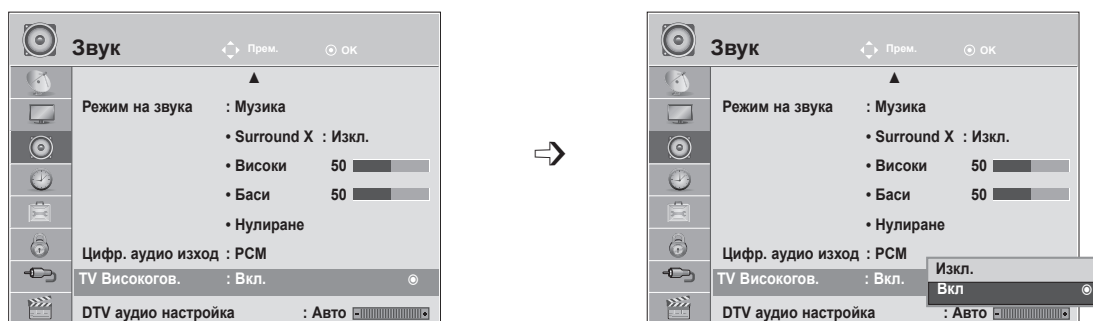 Звук Прем. OK
Режим на звука : Музика
• Surround X : Изкл.
• Високи 50
• Баси 50
• Нулиране
Цифр. аудио изход : PCM
TV Високогов. : Вкл.
DTV аудио настройка : Авто
Звук Прем. OK
Режим на звука : Музика
• Surround X : Изкл.
• Високи 50
• Баси 50
• Нулиране
Цифр. аудио изход : PCM
TV Високогов. : Вкл.
Изкл.
Вкл
DTV аудио настройка : Авто